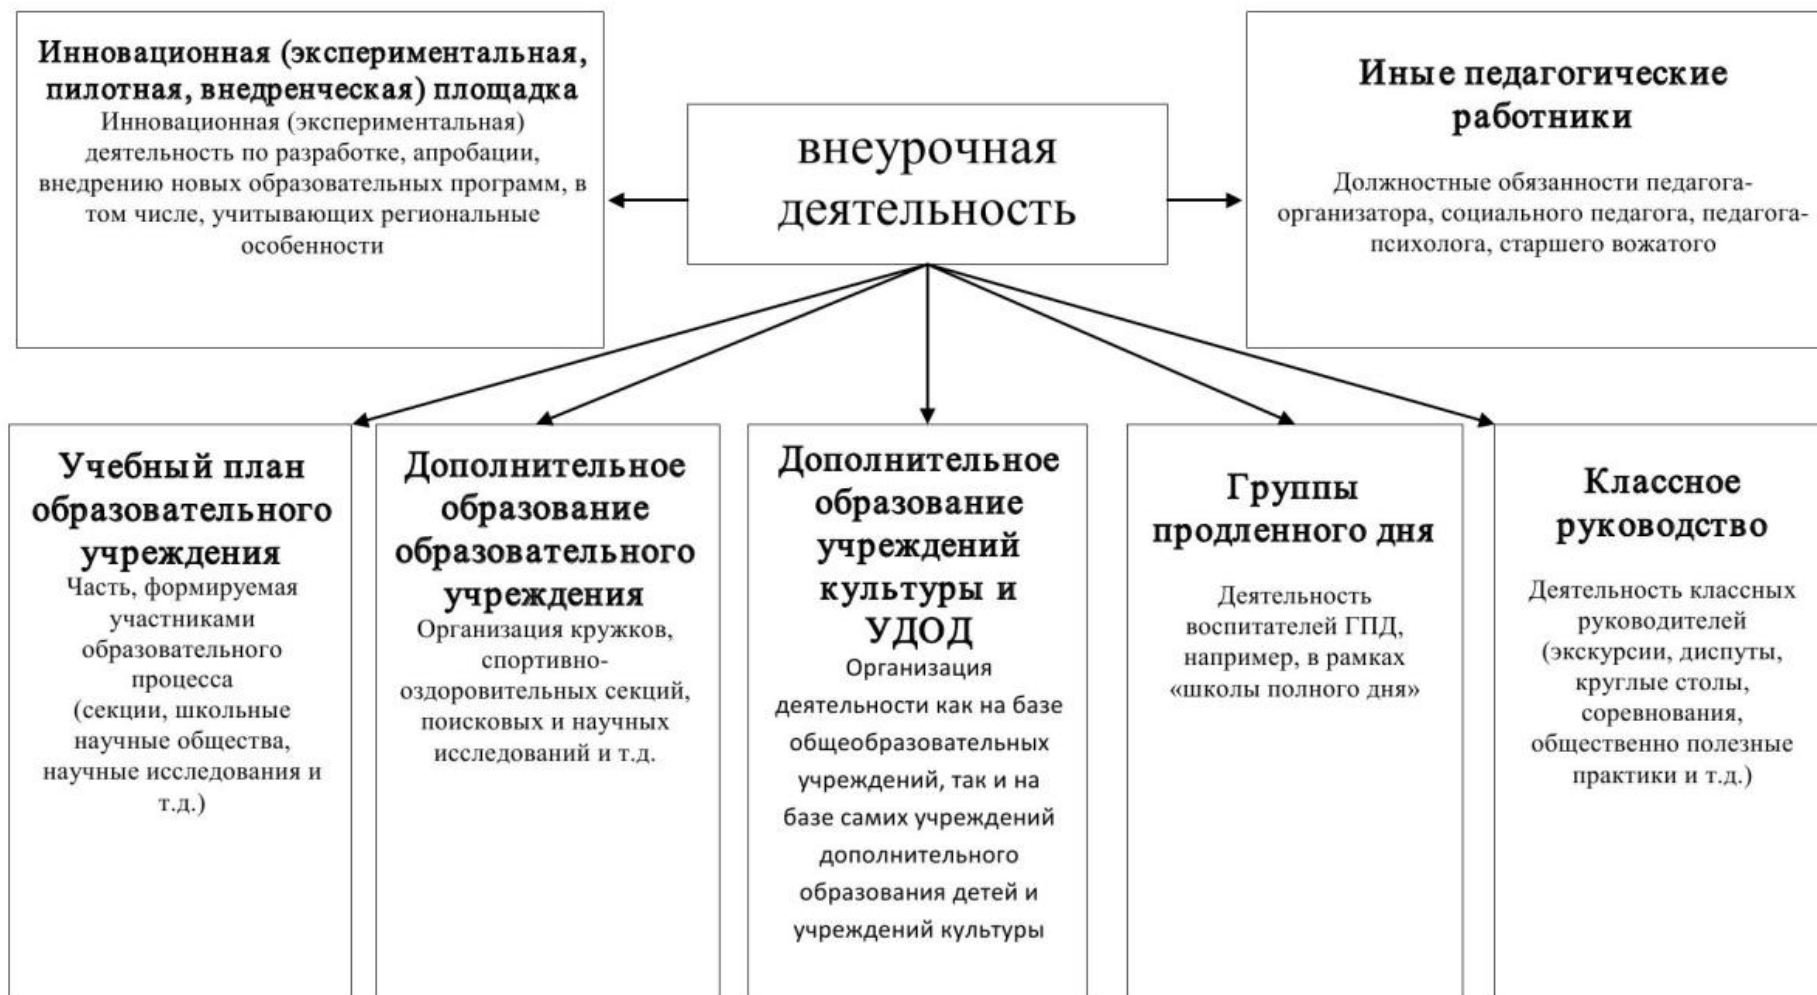 Инновационная (экспериментальная,
пилотная, внедренческая) площадка
Инновационная (экспериментальная)
деятельность по разработке, апробации,
внедрению новых образовательных программ, в
том числе, учитывающих региональные
особенности
внеурочная
деятельность
Иные педагогические
работники
Должностные обязанности педагога-
организатора, социального педагога, педагога-
психолога, старшего вожатого
Учебный план
образовательного
учреждения
Часть, формируемая
участниками
образовательного
процесса
(секции, школьные
научные общества,
научные исследования и
т.д.)
Дополнительное
образование
образовательного
учреждения
Организация кружков,
спортивно-
оздоровительных секций,
поисковых и научных
исследований и т.д.
Дополнительное
образование
учреждений
культуры и
УДОД
Организация
деятельности как на базе
общеобразовательных
учреждений, так и на
базе самих учреждений
дополнительного
образования детей и
учреждений культуры
Группы
продленного дня
Деятельность
воспитателей ГПД,
например, в рамках
«школы полного дня»
Классное
руководство
Деятельность классных
руководителей
(экскурсии, диспуты,
круглые столы,
соревнования,
общественно полезные
практики и т.д.)